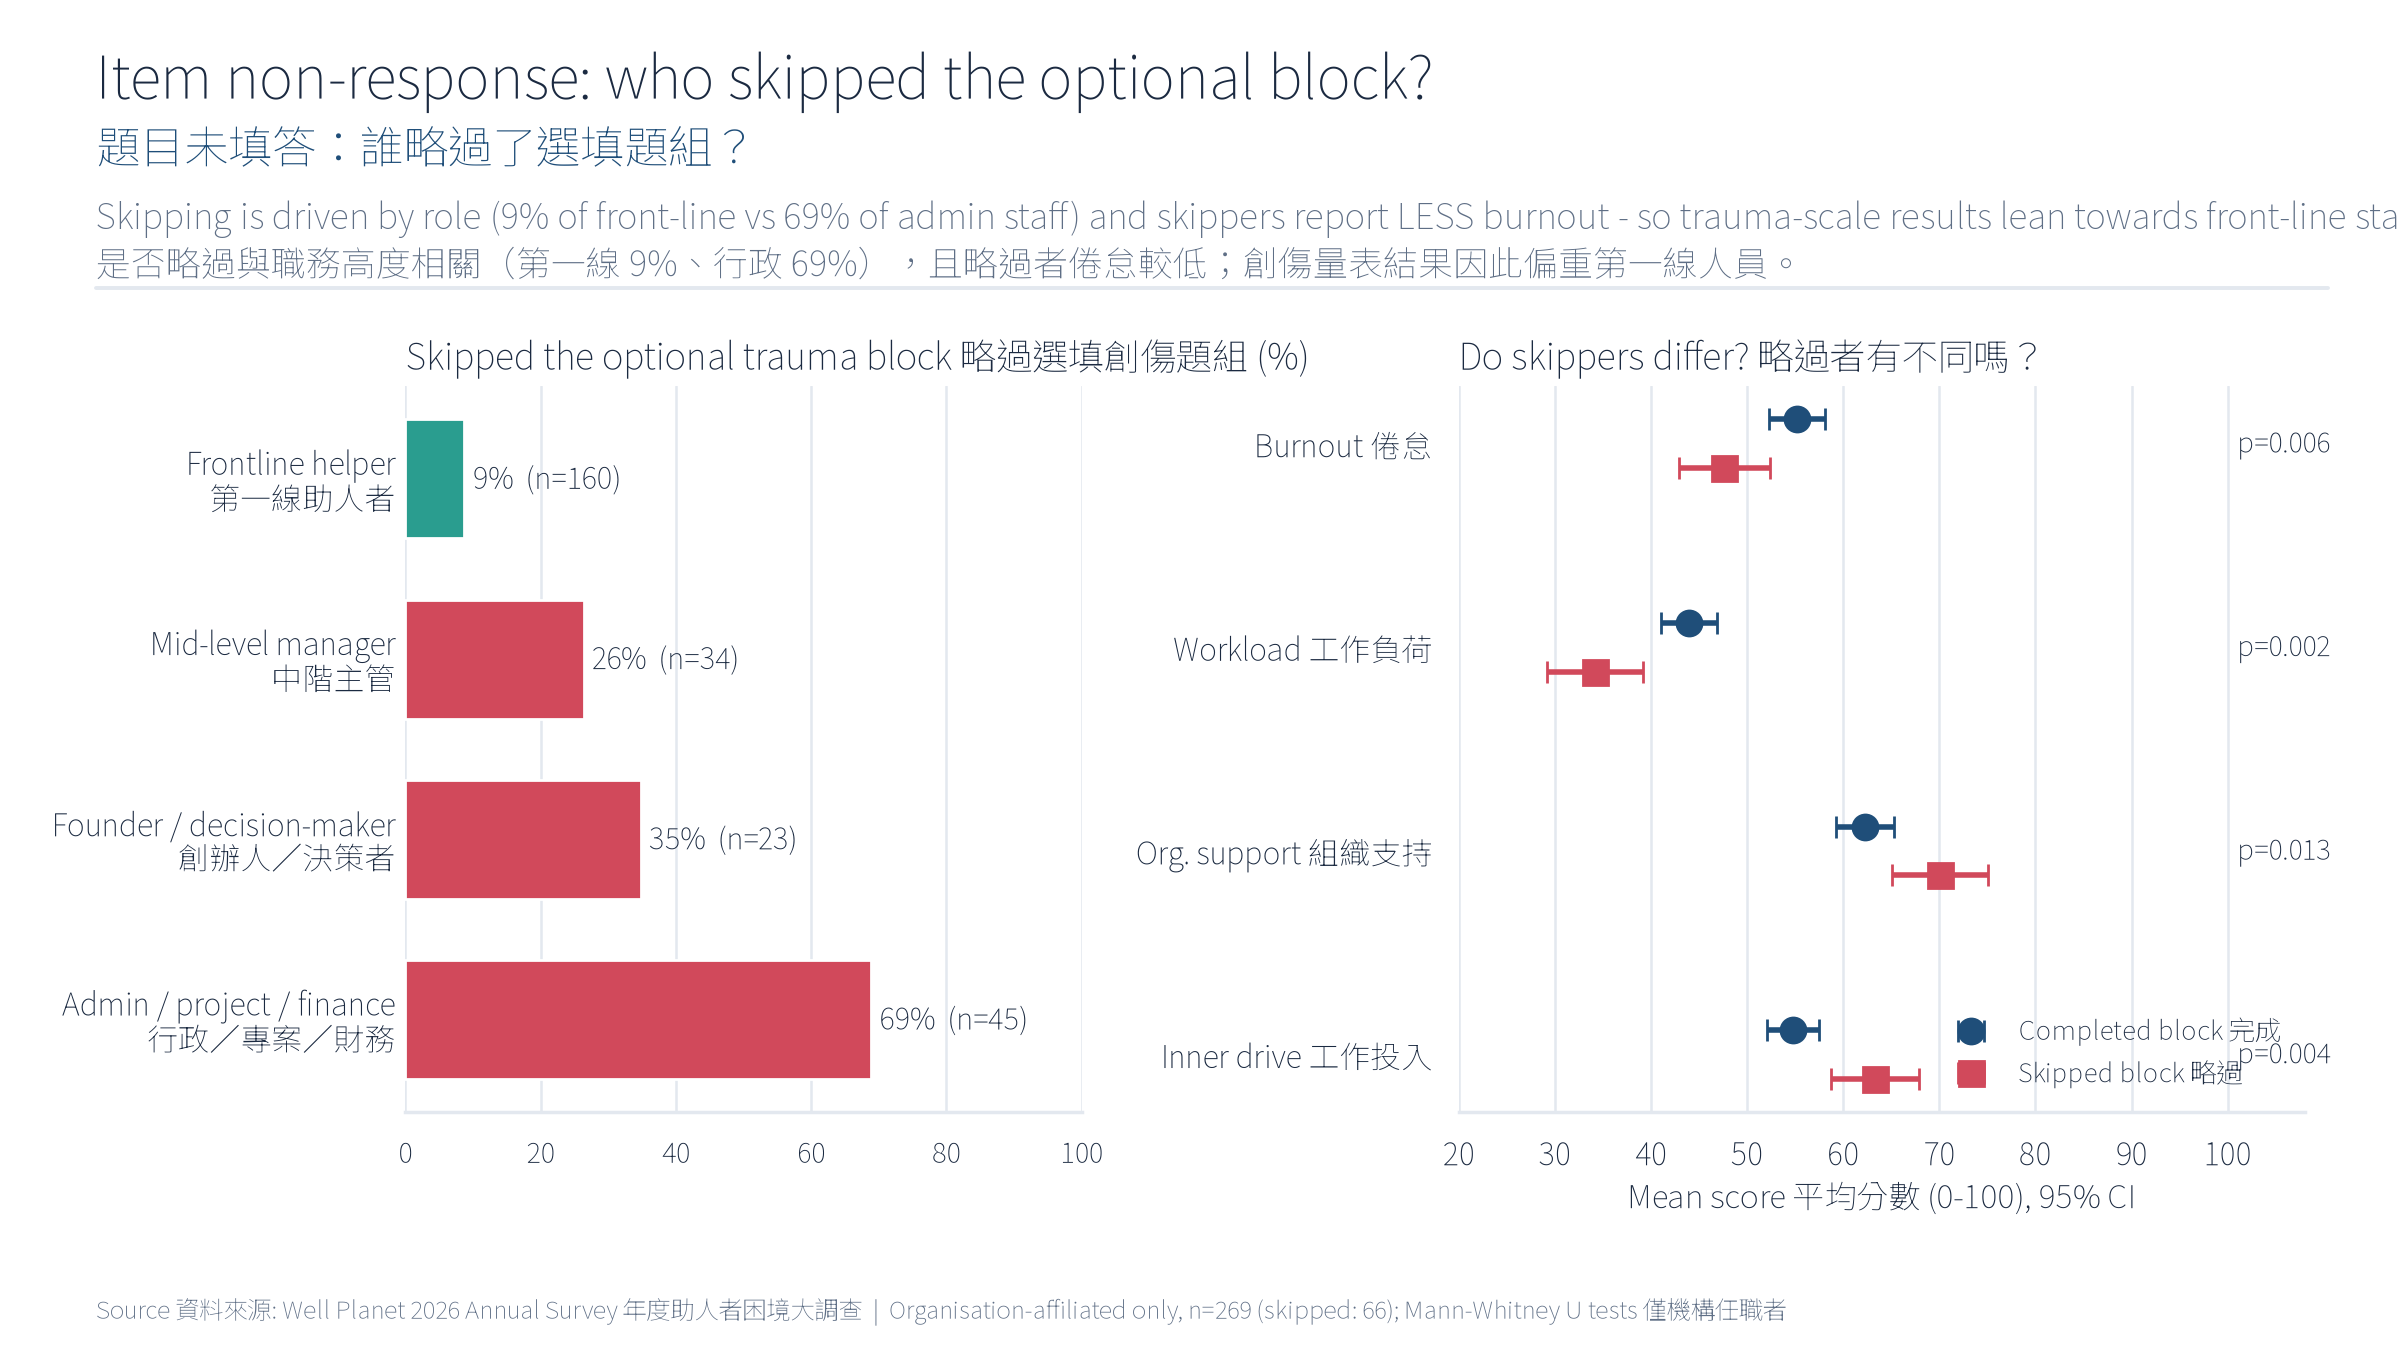 Item non-response: who skipped the optional block?
題目未填答：誰略過了選填題組？
Skipping is driven by role (9% of front-line vs 69% of admin staff) and skippers report LESS burnout - so trauma-scale results lean towards front-line sta
是否略過與職務高度相關（第一線 9%、行政 69%），且略過者倦怠較低；創傷量表結果因此偏重第一線人員。
Skipped the optional trauma block 略過選填創傷題組 (%)
Frontline helper
第一線助人者
9% (n=160)
Mid-level manager
中階主管
26% (n=34)
Founder / decision-maker
創辦人／決策者
35% (n=23)
Admin / project / finance
行政／專案／財務
69% (n=45)
0 20 40 60 80 100
Do skippers differ? 略過者有不同嗎？
Burnout 倦怠
p=0.006
Workload 工作負荷
p=0.002
Org. support 組織支持
p=0.013
Inner drive 工作投入
p=0.004
Completed block 完成
Skipped block 略過
20 30 40 50 60 70 80 90 100
Mean score 平均分數 (0-100), 95% CI
Source 資料來源: Well Planet 2026 Annual Survey 年度助人者困境大調查 | Organisation-affiliated only, n=269 (skipped: 66); Mann-Whitney U tests 僅機構任職者